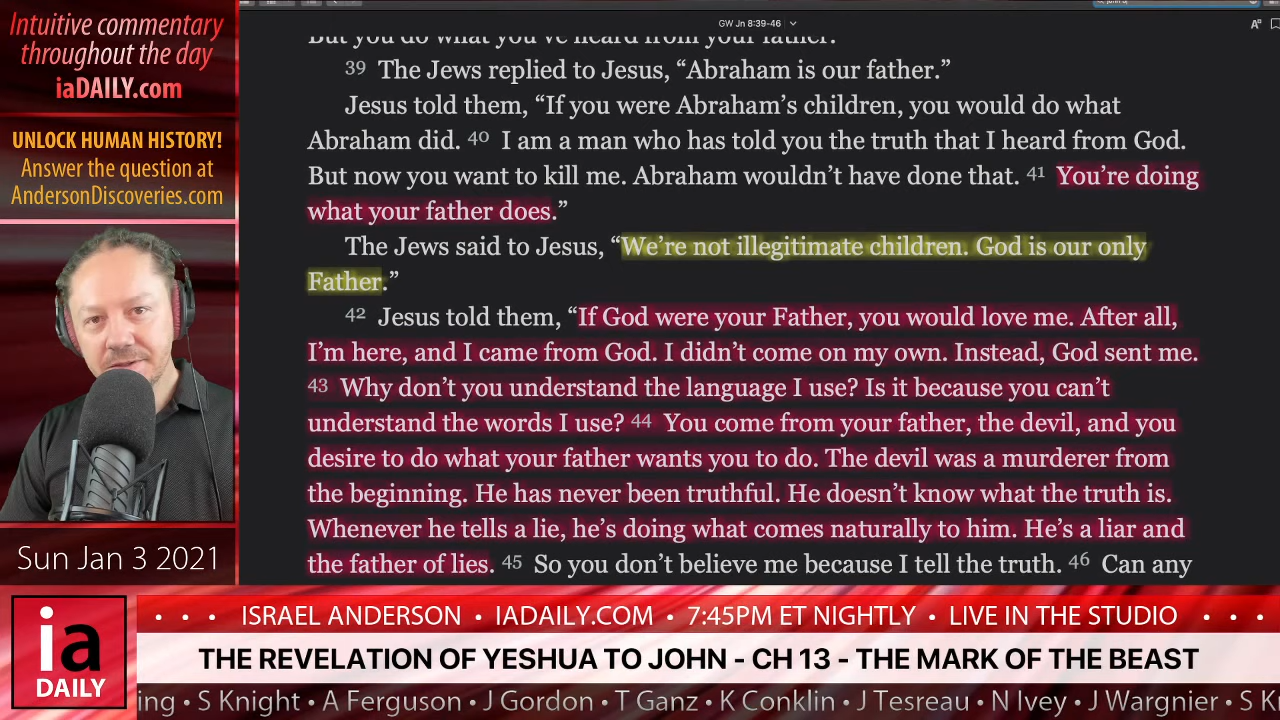 Intuitive commentary
throughout the day
iaDAILY.com
UNLOCK HUMAN HISTORY!
Answer the question at
AndersonDiscoveries.com
Sun Jan 3 2021
GW Jn 8:39-46
But you do what you've heard from your father.
39 The Jews replied to Jesus, “Abraham is our father.”
Jesus told them, “If you were Abraham’s children, you would do what
Abraham did. 40 I am a man who has told you the truth that I heard from God.
But now you want to kill me. Abraham wouldn’t have done that. 41 You’re doing
what your father does.”
The Jews said to Jesus, “We’re not illegitimate children. God is our only
Father.”
42 Jesus told them, “If God were your Father, you would love me. After all,
I’m here, and I came from God. I didn’t come on my own. Instead, God sent me.
43 Why don’t you understand the language I use? Is it because you can’t
understand the words I use? 44 You come from your father, the devil, and you
desire to do what your father wants you to do. The devil was a murderer from
the beginning. He has never been truthful. He doesn’t know what the truth is.
Whenever he tells a lie, he’s doing what comes naturally to him. He’s a liar and
the father of lies. 45 So you don’t believe me because I tell the truth. 46 Can any
ia
DAILY
• • • ISRAEL ANDERSON • IADAILY.COM • 7:45PM ET NIGHTLY • LIVE IN THE STUDIO • • •
THE REVELATION OF YESHUA TO JOHN - CH 13 - THE MARK OF THE BEAST
ing • S Knight • A Ferguson • J Gordon • T Ganz • K Conklin • J Tesreau • N Ivey • J Wargnier • S K